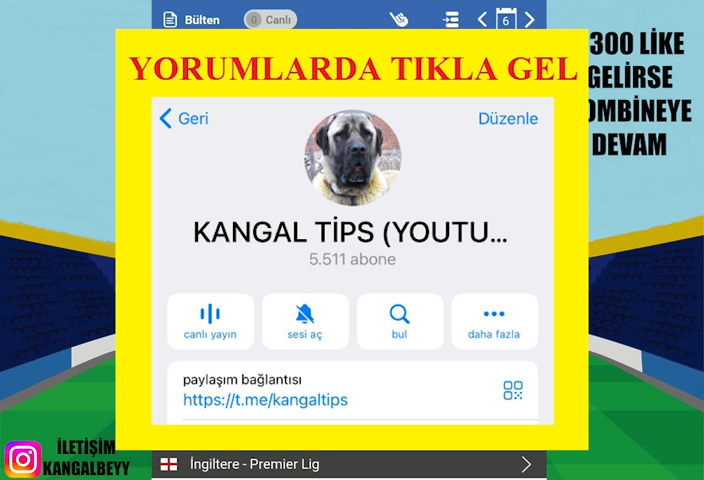 Bülten
0 Canlı
6
YORUMLARDA TIKLA GEL
300 LİKE
GELİRSE
OMBİNEYE
DEVAM
Geri
Düzenle
KANGAL TİPS (YOUTU...
5.511 abone
canlı yayın
sesi aç
bul
daha fazla
paylaşım bağlantısı
https://t.me/kangaltips
İLETİŞİM
KANGALBEYY
İngiltere - Premier Lig